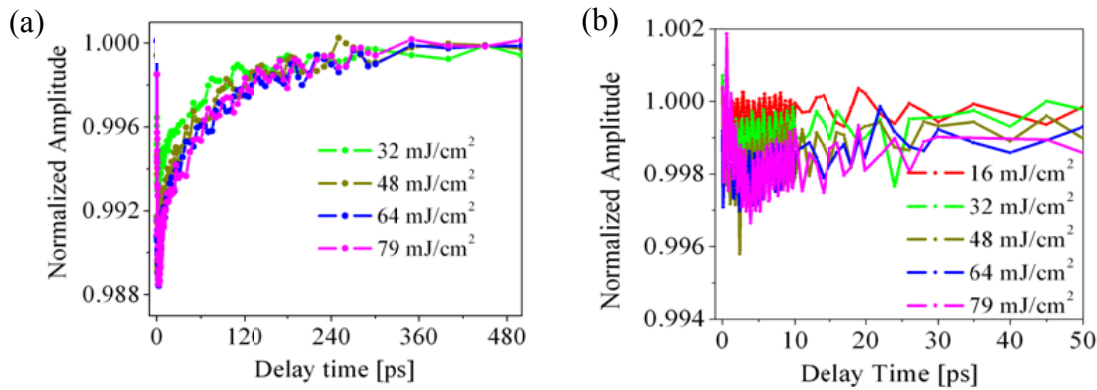 (a)
Normalized Amplitude
1.000
0.996
0.992
0.988
32 mJ/cm²
48 mJ/cm²
64 mJ/cm²
79 mJ/cm²
0 120 240 360 480
Delay time [ps]
(b)
Normalized Amplitude
1.002
1.000
0.998
0.996
0.994
16 mJ/cm²
32 mJ/cm²
48 mJ/cm²
64 mJ/cm²
79 mJ/cm²
0 10 20 30 40 50
Delay Time [ps]